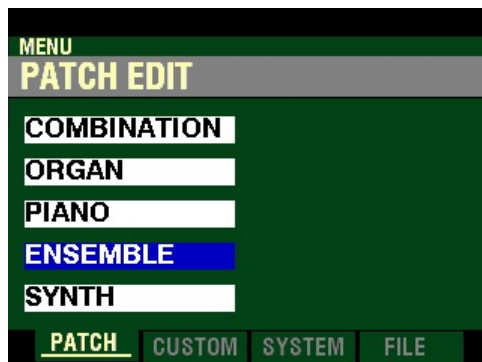 MENU
PATCH EDIT
COMBINATION
ORGAN
PIANO
ENSEMBLE
SYNTH
PATCH CUSTOM SYSTEM FILE